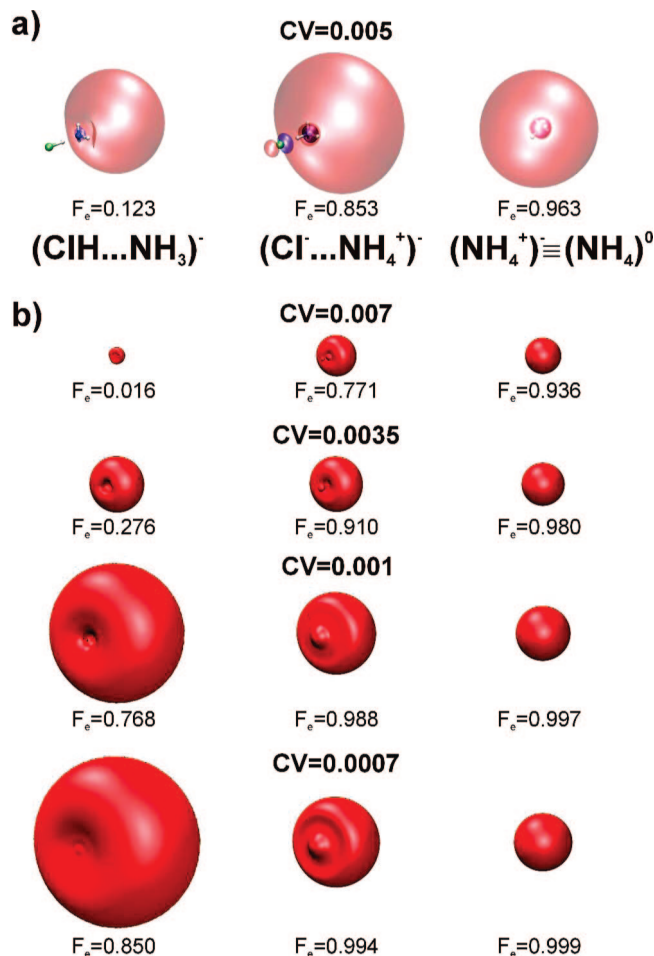 a)
CV=0.005
Fe=0.123 Fe=0.853 Fe=0.963
(ClH...NH3)- (Cl-...NH4+)- (NH4+)-≡(NH4)0
b)
CV=0.007
Fe=0.016 Fe=0.771 Fe=0.936
CV=0.0035
Fe=0.276 Fe=0.910 Fe=0.980
CV=0.001
Fe=0.768 Fe=0.988 Fe=0.997
CV=0.0007
Fe=0.850 Fe=0.994 Fe=0.999